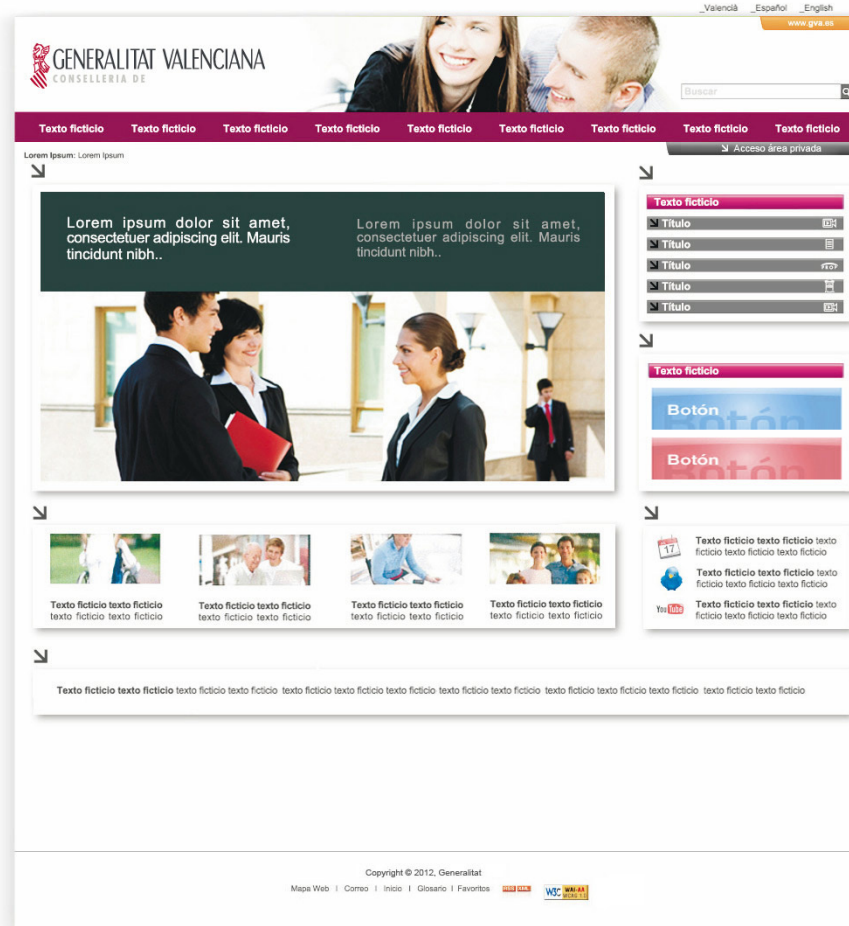 _Valencià _Español _English
www.gva.es
GENERALITAT VALENCIANA
CONSELLERIA DE
Buscar
Texto ficticio Texto ficticio Texto ficticio Texto ficticio Texto ficticio Texto ficticio Texto ficticio Texto ficticio Texto ficticio
Acceso área privada
Lorem Ipsum: Lorem Ipsum
Lorem ipsum dolor sit amet,
consectetuer adipiscing elit. Mauris
tincidunt nibh..
Lorem ipsum dolor sit amet,
consectetuer adipiscing elit. Mauris
tincidunt nibh..
Texto ficticio
Título
Título
Título
Título
Título
Texto ficticio
Botón
Botón
Botón
Botón
Texto ficticio texto ficticio
texto ficticio texto ficticio
Texto ficticio texto ficticio
texto ficticio texto ficticio
Texto ficticio texto ficticio
texto ficticio texto ficticio
Texto ficticio texto ficticio
texto ficticio texto ficticio
17
Texto ficticio texto ficticio texto
ficticio texto ficticio texto ficticio
Texto ficticio texto ficticio texto
ficticio texto ficticio texto ficticio
You Tube
Texto ficticio texto ficticio texto
ficticio texto ficticio texto ficticio
Texto ficticio texto ficticio texto ficticio texto ficticio texto ficticio texto ficticio texto ficticio texto ficticio texto ficticio texto ficticio texto ficticio texto ficticio texto ficticio texto ficticio
Copyright © 2012, Generalitat
Mapa Web I Correo I Inicio I Glosario I Favoritos
W3C WAI-AA
WCAG 1.0